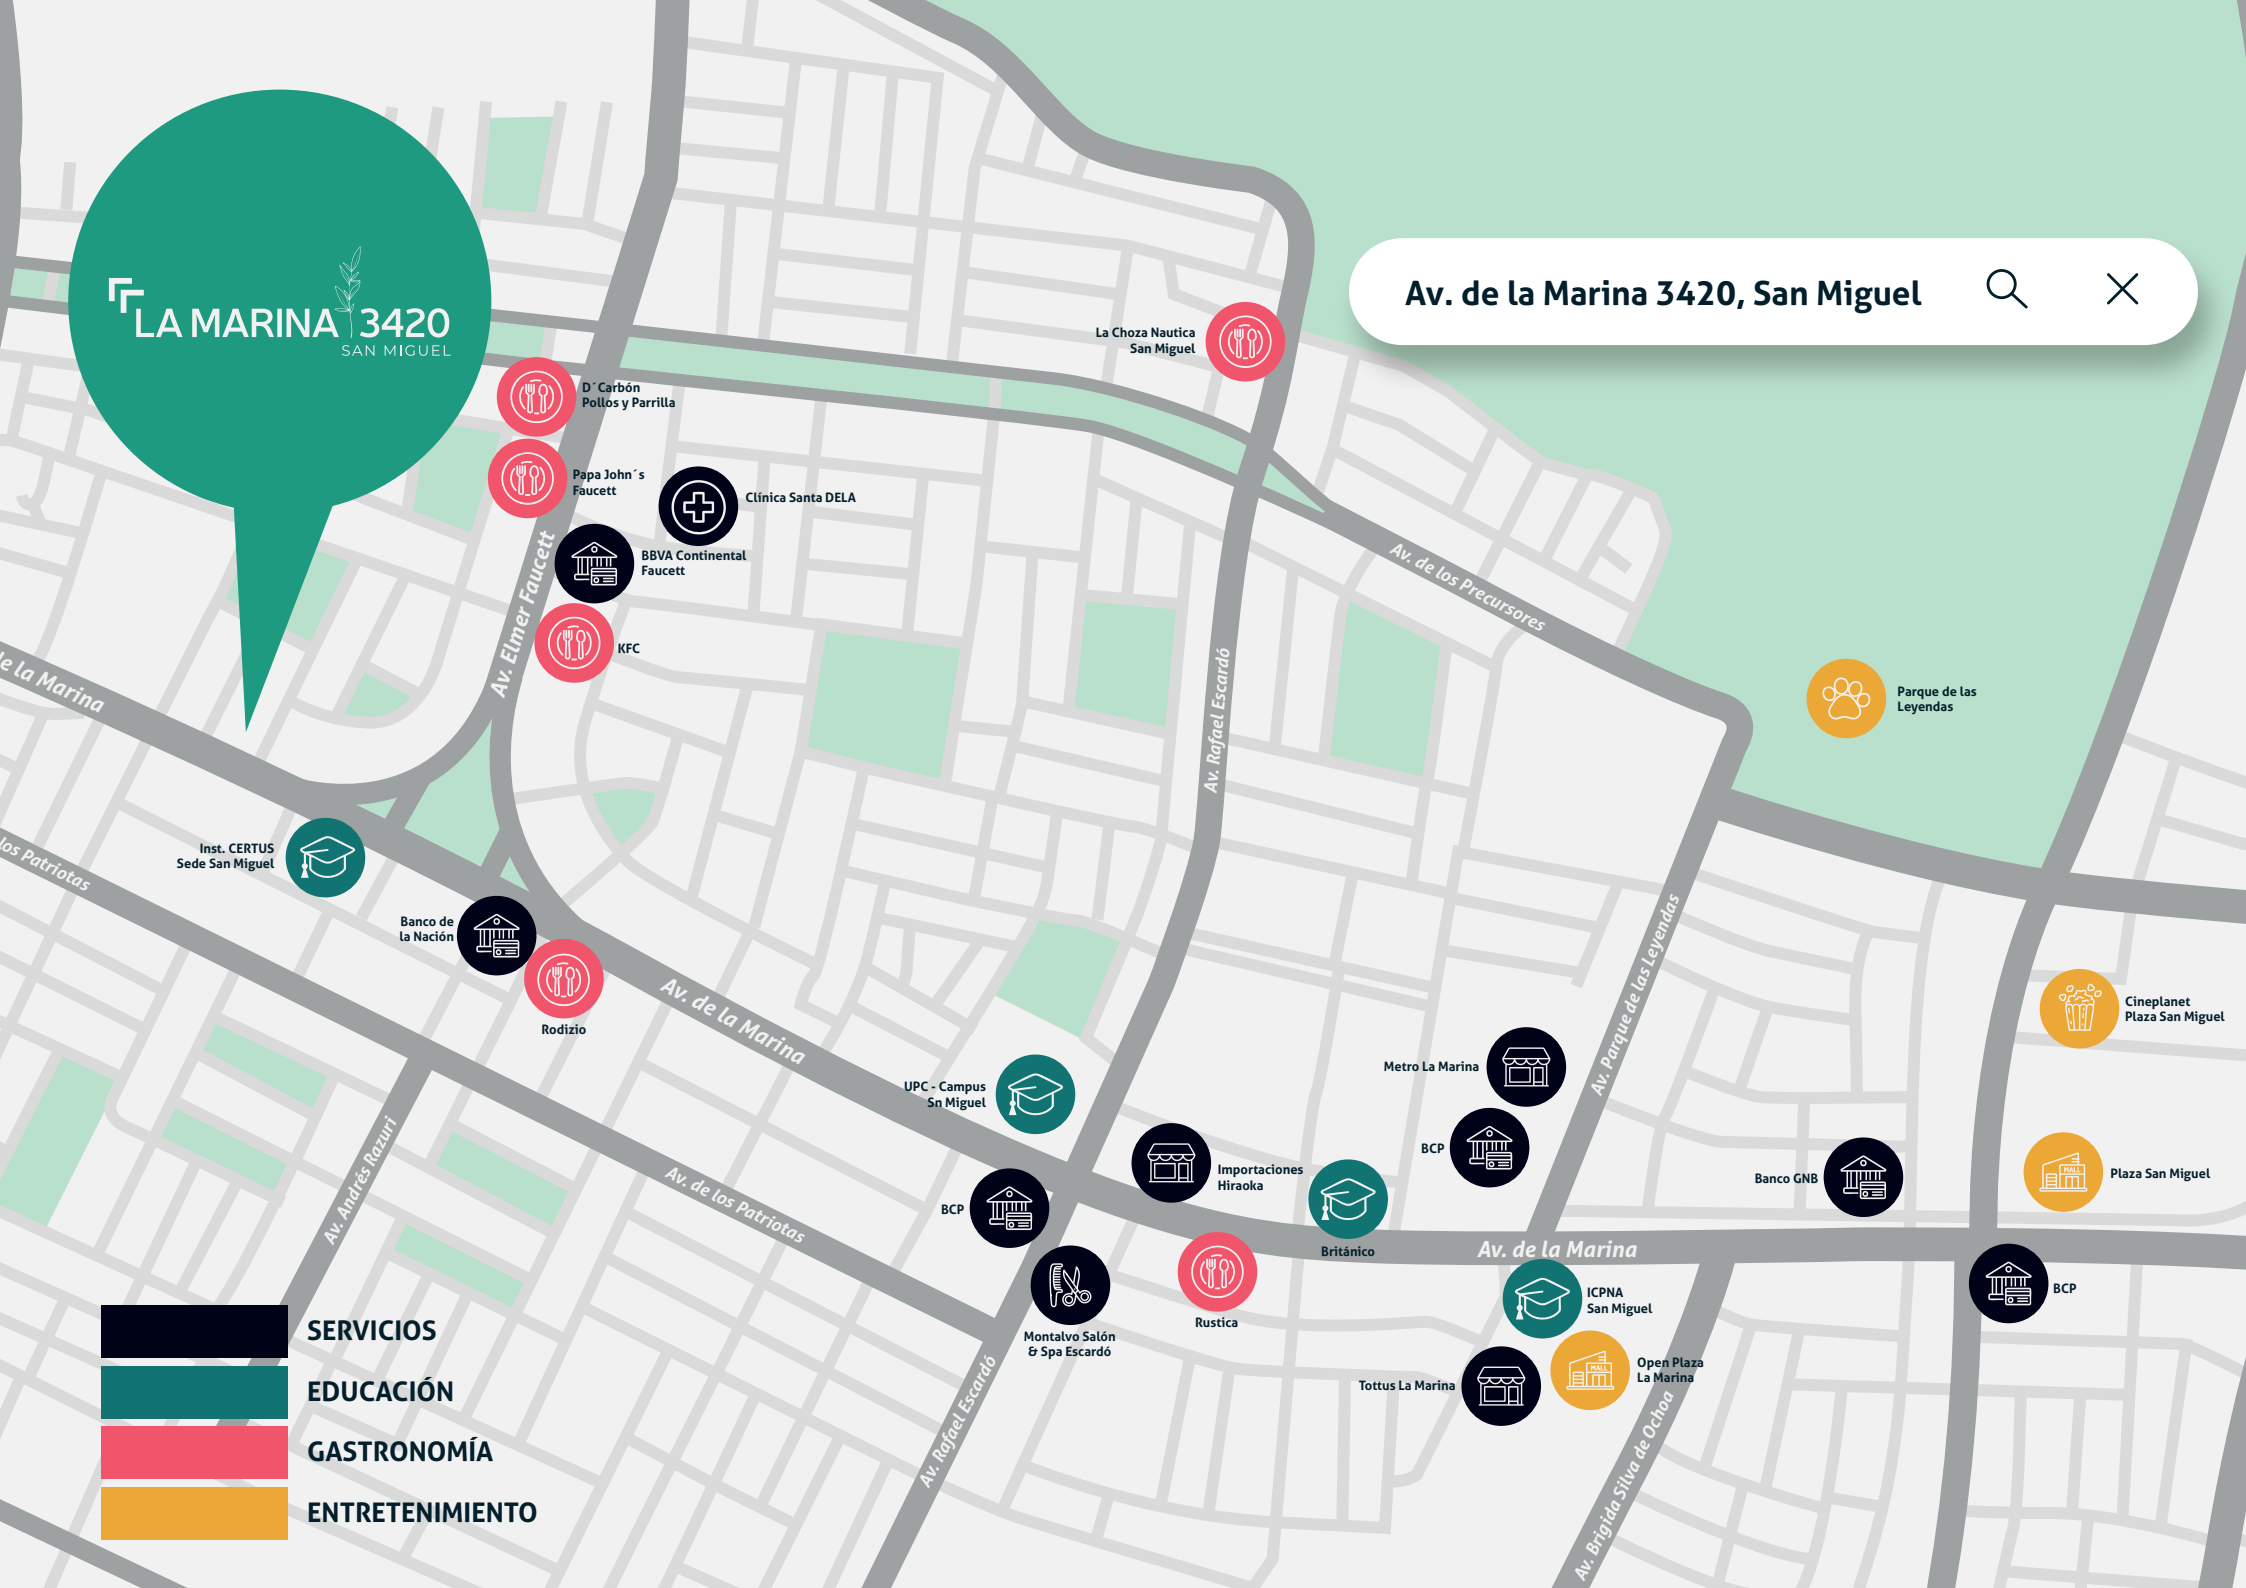 LA MARINA 3420
SAN MIGUEL
Av. de la Marina 3420, San Miguel
La Choza Nautica
San Miguel
D´Carbón
Pollos y Parrilla
Papa John´s
Faucett
Clínica Santa DELA
BBVA Continental
Faucett
KFC
Av. Elmer Faucett
Av. de los Precursores
Av. Rafael Escardó
Parque de las
Leyendas
de la Marina
los Patriotas
Inst. CERTUS
Sede San Miguel
Banco de
la Nación
Rodizio
Av. de la Marina
Av. Parque de las Leyendas
Cineplanet
Plaza San Miguel
Metro La Marina
UPC - Campus
Sn Miguel
BCP
Importaciones
Hiraoka
Banco GNB
MALL
Plaza San Miguel
Av. Andrés Razuri
Av. de los Patriotas
BCP
Británico
Av. de la Marina
BCP
ICPNA
San Miguel
Rustica
Montalvo Salón
& Spa Escardó
Tottus La Marina
MALL
Open Plaza
La Marina
Av. Rafael Escardó
Av. Brigida Silva de Ochoa
SERVICIOS
EDUCACIÓN
GASTRONOMÍA
ENTRETENIMIENTO